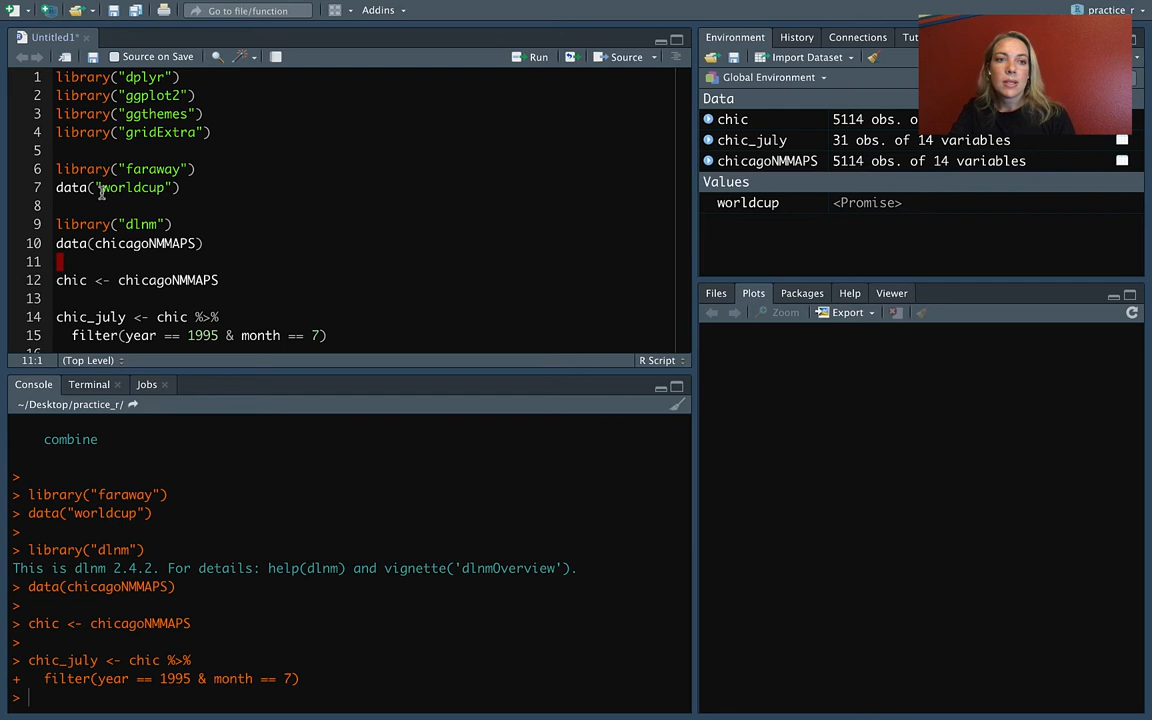 Go to file/function
Addins
practice_r
Untitled1*
Source on Save
Run
Source
1 library("dplyr")
2 library("ggplot2")
3 library("ggthemes")
4 library("gridExtra")
5
6 library("faraway")
7 data("worldcup")
8
9 library("dlnm")
10 data(chicagoNMMAPS)
11
12 chic <- chicagoNMMAPS
13
14 chic_july <- chic %>%
15 filter(year == 1995 & month == 7)
11:1
(Top Level)
R Script
Console
Terminal
Jobs
~/Desktop/practice_r/
combine
>
> library("faraway")
> data("worldcup")
>
> library("dlnm")
This is dlnm 2.4.2. For details: help(dlnm) and vignette('dlnmOverview').
> data(chicagoNMMAPS)
>
> chic <- chicagoNMMAPS
>
> chic_july <- chic %>%
+ filter(year == 1995 & month == 7)
>
Environment
History
Connections
Tut
Import Dataset
Global Environment
Data
chic 5114 obs. o
chic_july 31 obs. of 14 variables
chicagoNMMAPS 5114 obs. of 14 variables
Values
worldcup <Promise>
Files
Plots
Packages
Help
Viewer
Zoom
Export